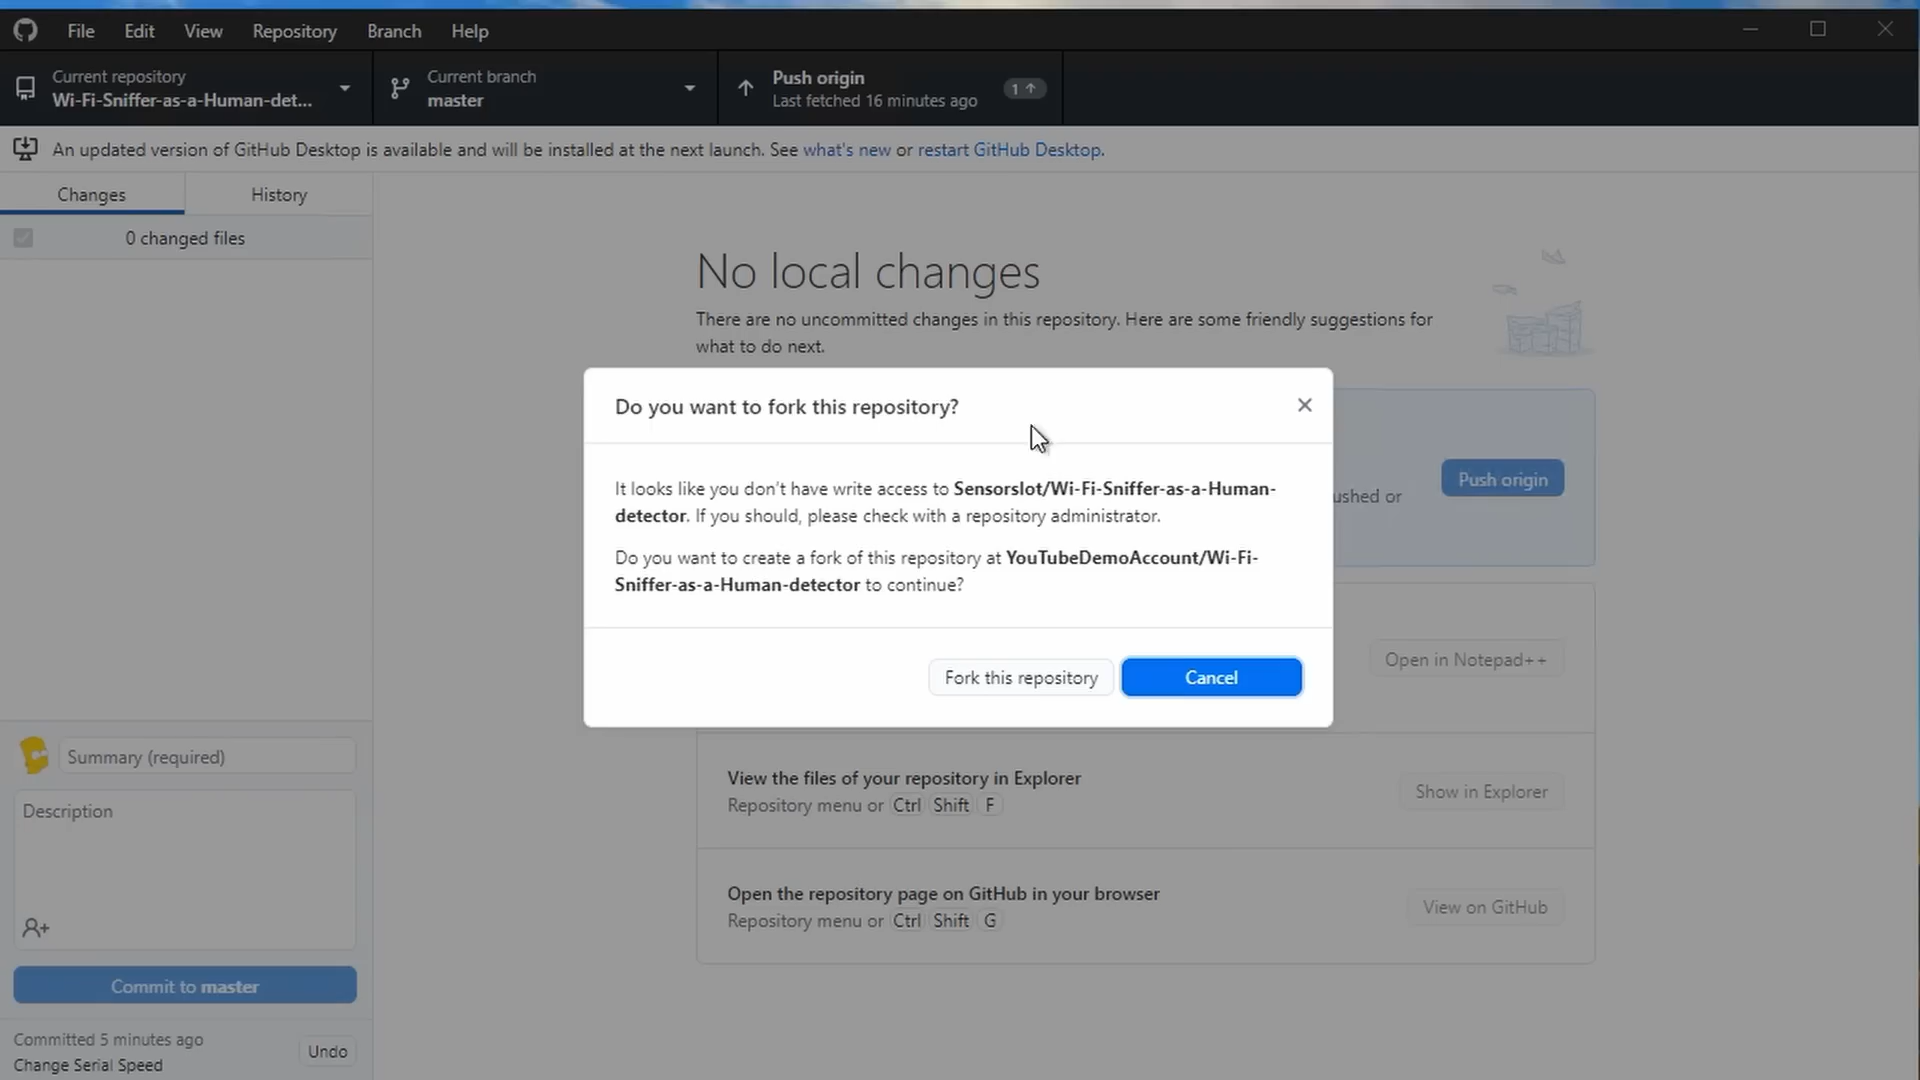 File Edit View Repository Branch Help
Current repository
Wi-Fi-Sniffer-as-a-Human-det...
Current branch
master
Push origin
Last fetched 16 minutes ago
1
An updated version of GitHub Desktop is available and will be installed at the next launch. See what's new or restart GitHub Desktop.
Changes
History
0 changed files
No local changes
There are no uncommitted changes in this repository. Here are some friendly suggestions for
what to do next.
Do you want to fork this repository?
It looks like you don't have write access to Sensorslot/Wi-Fi-Sniffer-as-a-Human-
detector. If you should, please check with a repository administrator.
Do you want to create a fork of this repository at YouTubeDemoAccount/Wi-Fi-
Sniffer-as-a-Human-detector to continue?
Fork this repository
Cancel
ushed or
Push origin
Open in Notepad++
View the files of your repository in Explorer
Repository menu or Ctrl Shift F
Show in Explorer
Open the repository page on GitHub in your browser
Repository menu or Ctrl Shift G
View on GitHub
Summary (required)
Description
Commit to master
Committed 5 minutes ago
Change Serial Speed
Undo